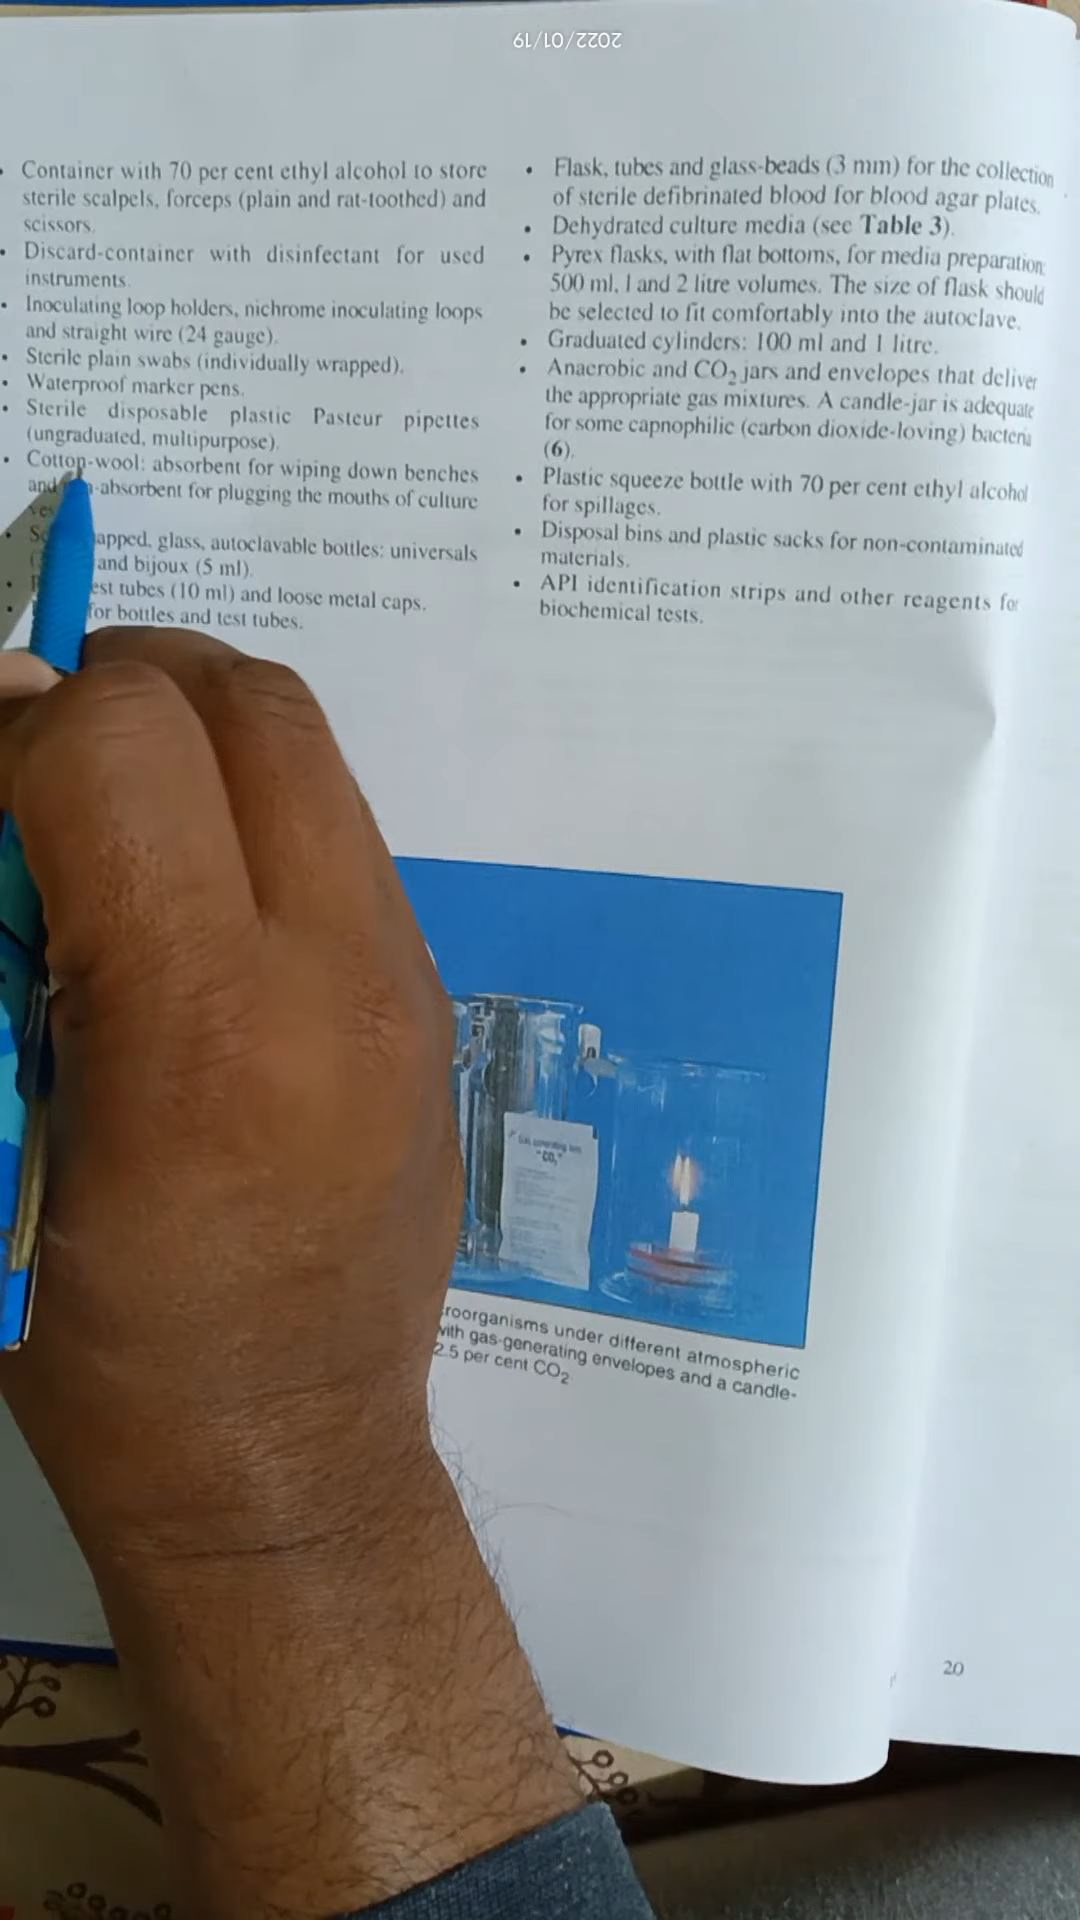 2022/01/19
Container with 70 per cent ethyl alcohol to store
sterile scalpels, forceps (plain and rat-toothed) and
scissors.
Discard-container with disinfectant for used
instruments.
Inoculating loop holders, nichrome inoculating loops
and straight wire (24 gauge).
Sterile plain swabs (individually wrapped).
Waterproof marker pens.
Sterile disposable plastic Pasteur pipettes
(ungraduated, multipurpose).
Cotton-wool: absorbent for wiping down benches
and -absorbent for plugging the mouths of culture
apped, glass, autoclavable bottles: universals
and bijoux (5 ml).
est tubes (10 ml) and loose metal caps.
for bottles and test tubes.
Flask, tubes and glass-beads (3 mm) for the collection
of sterile defibrinated blood for blood agar plates.
Dehydrated culture media (see Table 3).
Pyrex flasks, with flat bottoms, for media preparation:
500 ml, 1 and 2 litre volumes. The size of flask should
be selected to fit comfortably into the autoclave.
Graduated cylinders: 100 ml and 1 litre.
Anaerobic and CO₂ jars and envelopes that deliver
the appropriate gas mixtures. A candle-jar is adequate
for some capnophilic (carbon dioxide-loving) bacteria
(6).
Plastic squeeze bottle with 70 per cent ethyl alcohol
for spillages.
Disposal bins and plastic sacks for non-contaminated
materials.
API identification strips and other reagents for
biochemical tests.
"CO₂"
roorganisms under different atmospheric
with gas-generating envelopes and a candle-
2.5 per cent CO₂
20